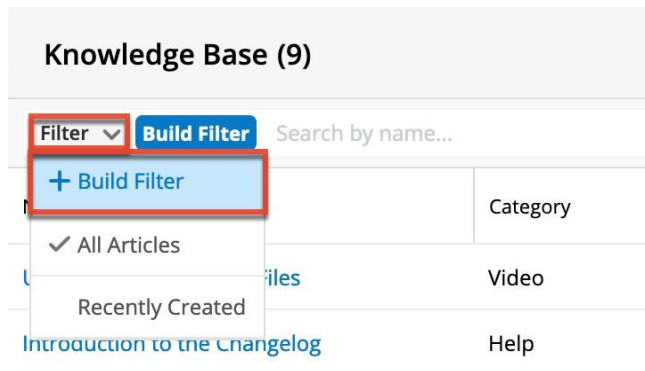 Knowledge Base (9)
Filter Build Filter Search by name...
+ Build Filter
Category
✓ All Articles
Files Video
Recently Created
Introduction to the Changelog Help